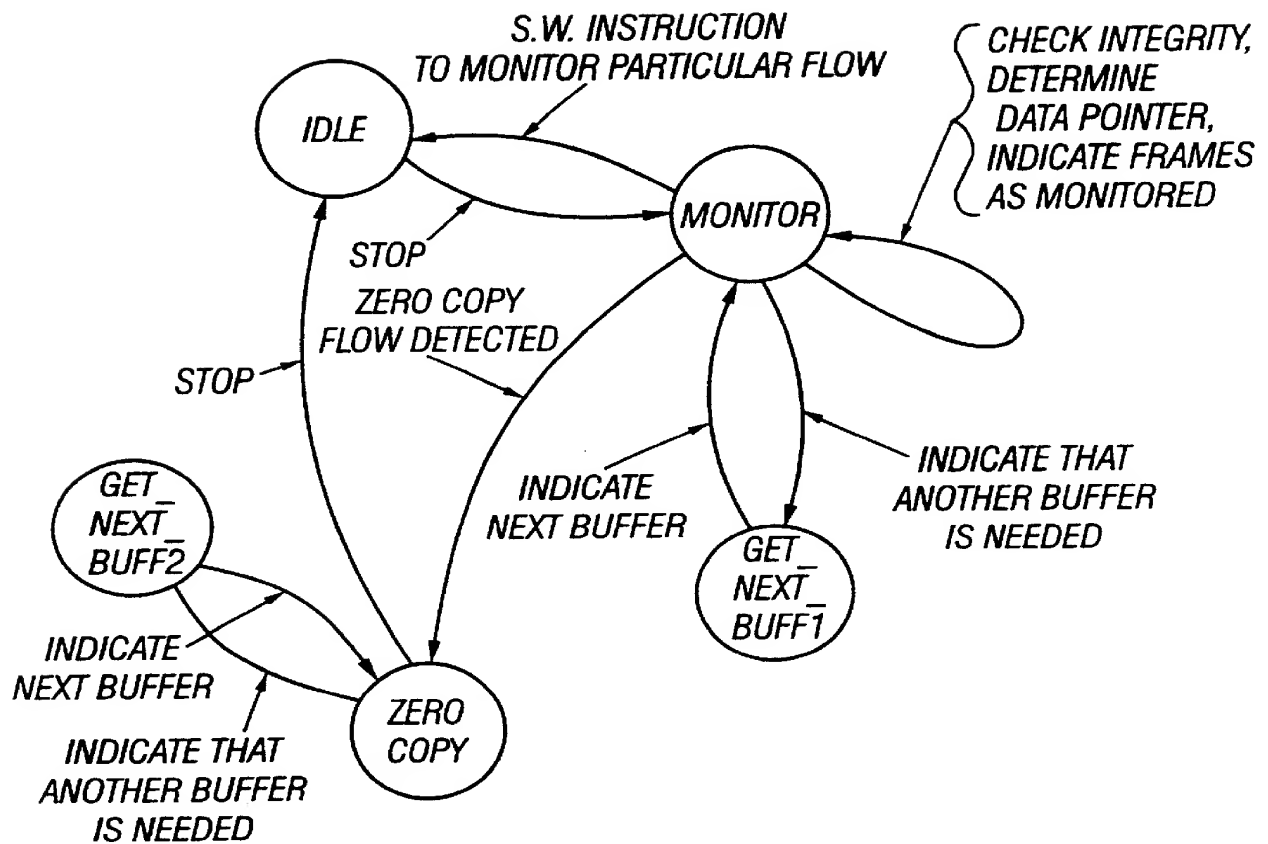 S.W. INSTRUCTION
TO MONITOR PARTICULAR FLOW
CHECK INTEGRITY,
DETERMINE
DATA POINTER,
INDICATE FRAMES
AS MONITORED
IDLE
MONITOR
STOP
ZERO COPY
FLOW DETECTED
STOP
INDICATE
NEXT BUFFER
INDICATE THAT
ANOTHER BUFFER
IS NEEDED
GET_
NEXT_
BUFF2
GET_
NEXT_
BUFF1
INDICATE
NEXT BUFFER
ZERO
COPY
INDICATE THAT
ANOTHER BUFFER
IS NEEDED